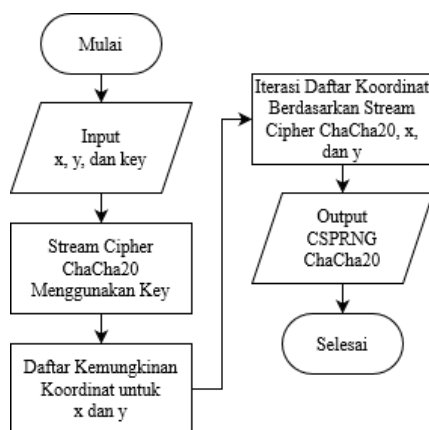 Mulai
Input
x, y, dan key
Stream Cipher
ChaCha20
Menggunakan Key
Daftar Kemungkinan
Koordinat untuk
x dan y
Iterasi Daftar Koordinat
Berdasarkan Stream
Cipher ChaCha20, x,
dan y
Output
CSPRNG
ChaCha20
Selesai